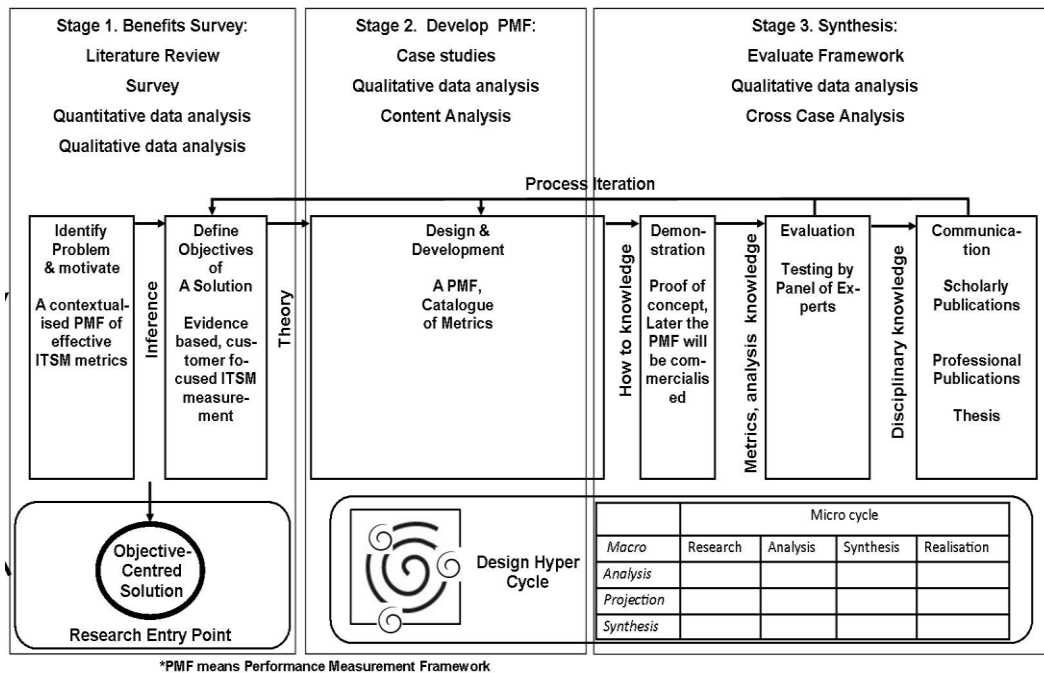 Stage 1. Benefits Survey:
Literature Review
Survey
Quantitative data analysis
Qualitative data analysis
Stage 2. Develop PMF:
Case studies
Qualitative data analysis
Content Analysis
Stage 3. Synthesis:
Evaluate Framework
Qualitative data analysis
Cross Case Analysis
Process Iteration
Identify
Problem
& motivate
A contextual-
ised PMF of
effective
ITSM metrics
Inference
Define
Objectives
of
A Solution
Evidence
based, cus-
tomer fo-
cused ITSM
measure-
ment
Theory
Design &
Development
A PMF,
Catalogue
of Metrics
How to knowledge
Demon-
stration
Proof of
concept,
Later the
PMF will
be com-
mercialis
ed
Metrics, analysis knowledge
Evaluation
Testing by
Panel of Ex-
perts
Disciplinary knowledge
Communica-
tion
Scholarly
Publications
Professional
Publications
Thesis
Objective-
Centred
Solution
Research Entry Point
Design Hyper
Cycle
Micro cycle
Macro Research Analysis Synthesis Realisation
Analysis
Projection
Synthesis
*PMF means Performance Measurement Framework